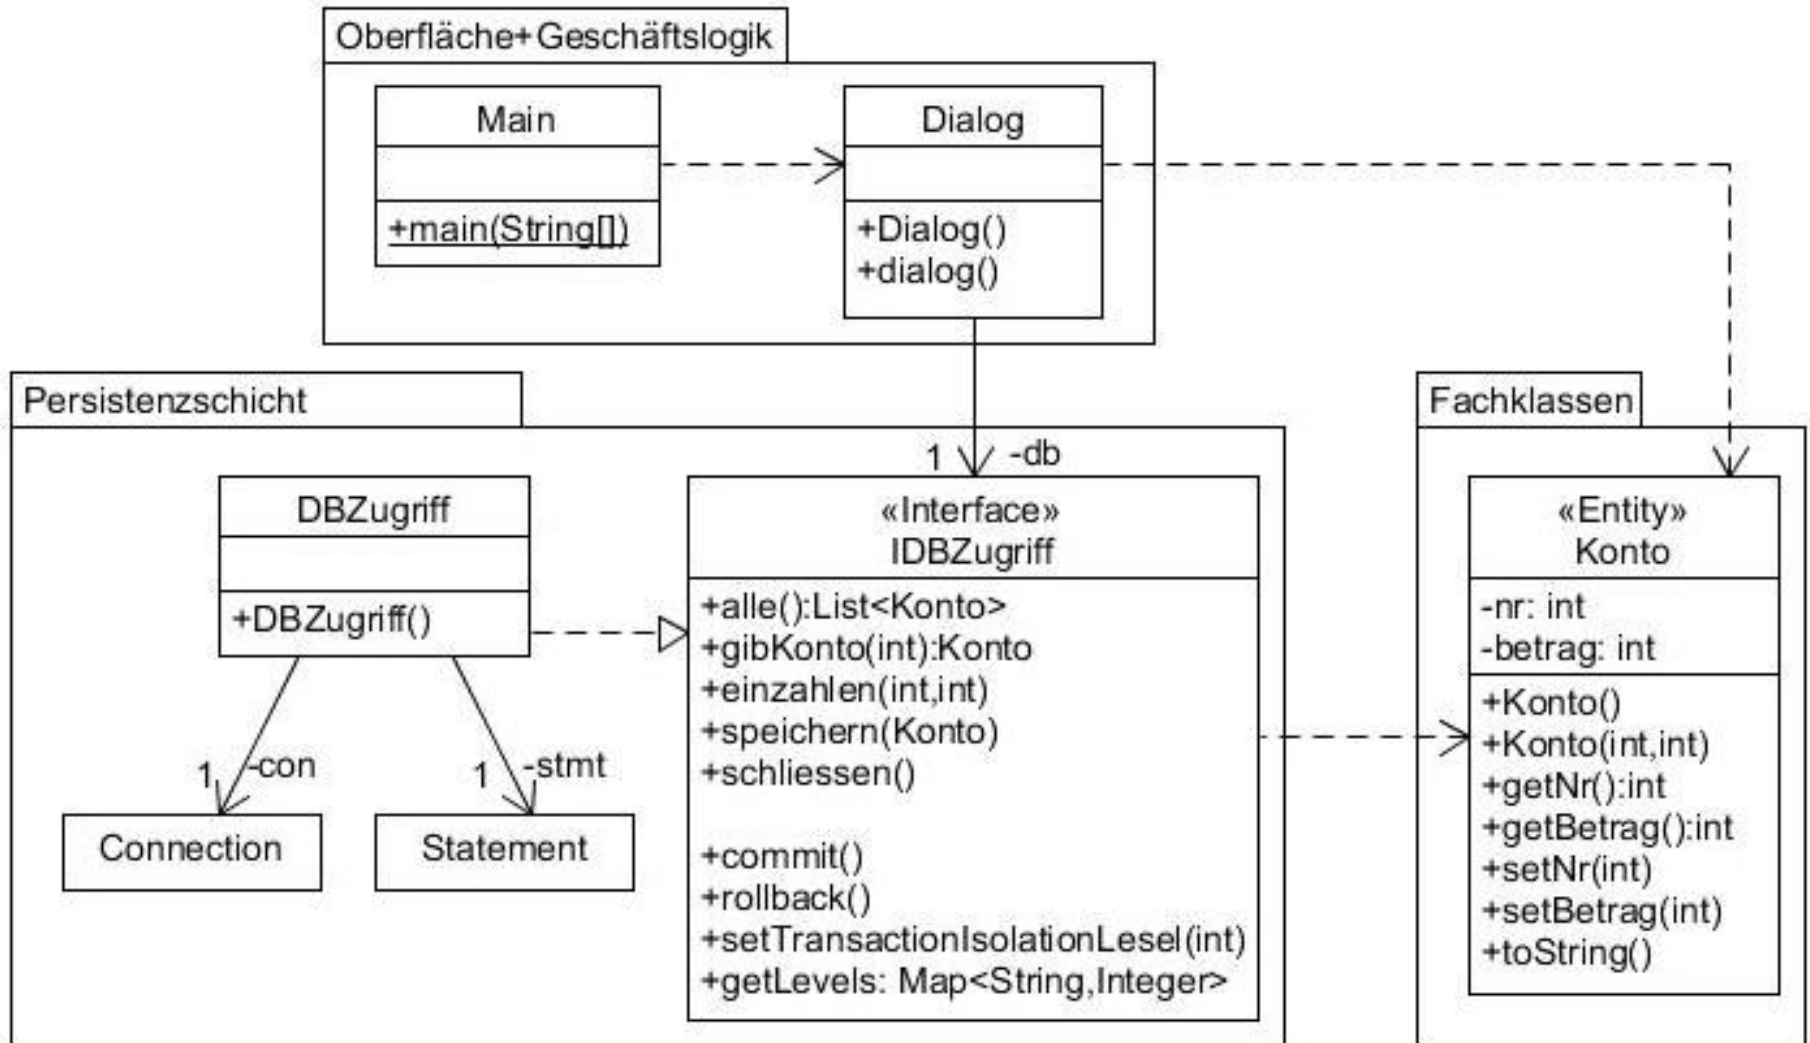 Oberfläche+Geschäftslogik
Main
+main(String[])
Dialog
+Dialog()
+dialog()
Persistenzschicht
DBZugriff
+DBZugriff()
1
-con
1
-stmt
Connection
Statement
1
-db
«Interface»
IDBZugriff
+alle():List<Konto>
+gibKonto(int):Konto
+einzahlen(int,int)
+speichern(Konto)
+schliessen()
+commit()
+rollback()
+setTransactionIsolationLesel(int)
+getLevels: Map<String,Integer>
Fachklassen
«Entity»
Konto
-nr: int
-betrag: int
+Konto()
+Konto(int,int)
+getNr():int
+getBetrag():int
+setNr(int)
+setBetrag(int)
+toString()